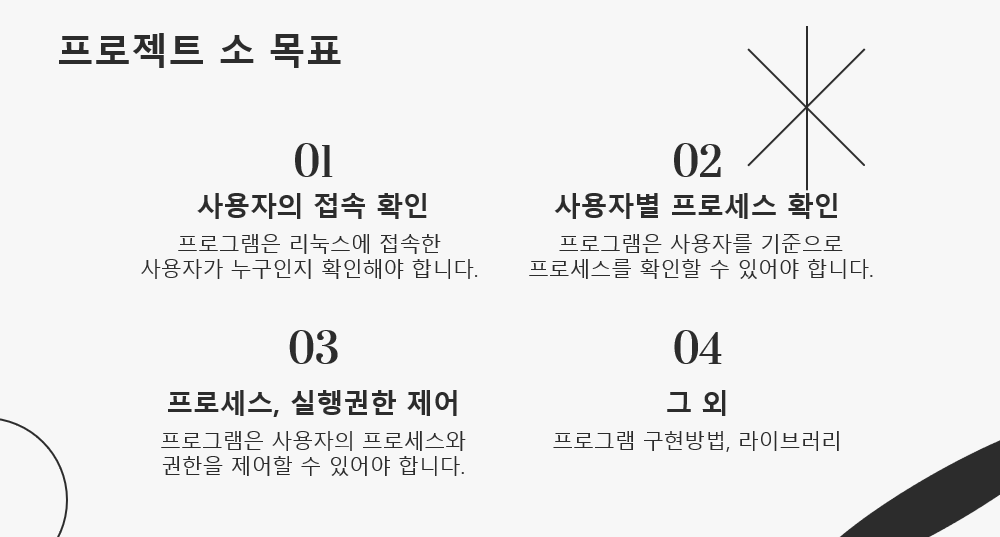 프로젝트 소 목표
01
사용자의 접속 확인
프로그램은 리눅스에 접속한
사용자가 누구인지 확인해야 합니다.
02
사용자별 프로세스 확인
프로그램은 사용자를 기준으로
프로세스를 확인할 수 있어야 합니다.
03
프로세스, 실행권한 제어
프로그램은 사용자의 프로세스와
권한을 제어할 수 있어야 합니다.
04
그 외
프로그램 구현방법, 라이브러리